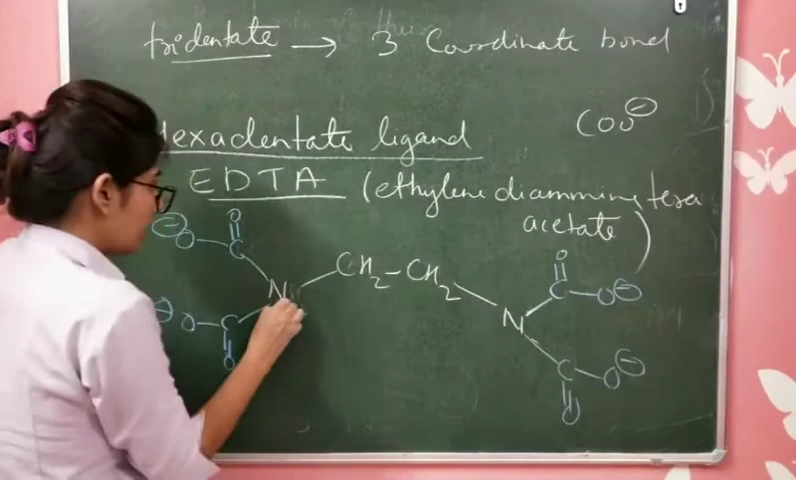 tridentate → 3 Coordinate bond
COO⊖
Hexadentate ligand
EDTA (ethylene diammine tetra
acetate)
⊖O-C=O O=C-O⊖
N-CH2-CH2-N
⊖O-C=O O=C-O⊖